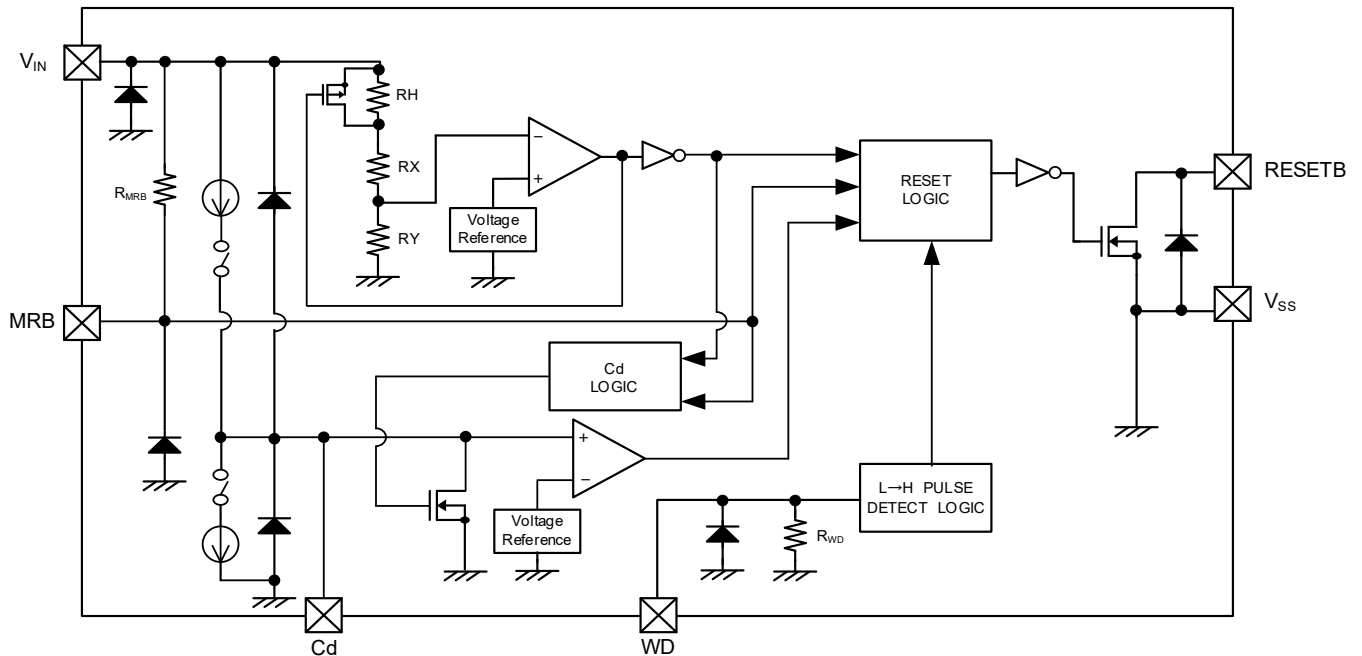 VIN
RH
RX
RY
RMRB
−
+
Voltage
Reference
RESET
LOGIC
RESETB
VSS
MRB
Cd
LOGIC
+
−
Voltage
Reference
L→H PULSE
DETECT LOGIC
RWD
Cd
WD